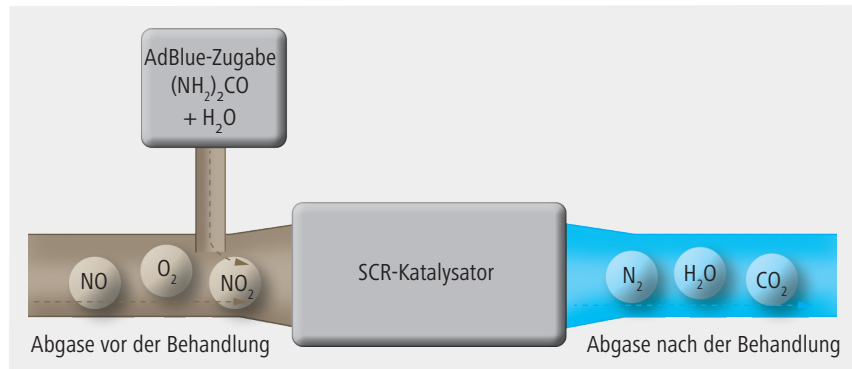 AdBlue-Zugabe
(NH₂)₂CO
+ H₂O
NO
O₂
NO₂
SCR-Katalysator
N₂
H₂O
CO₂
Abgase vor der Behandlung
Abgase nach der Behandlung